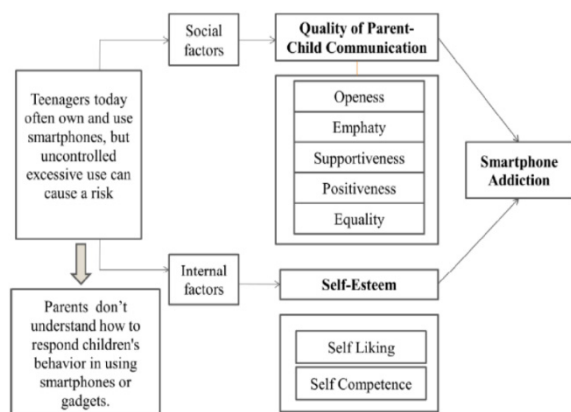 Social
factors
Quality of Parent-
Child Communication
Teenagers today
often own and use
smartphones, but
uncontrolled
excessive use can
cause a risk
Openess
Emphaty
Supportiveness
Positiveness
Equality
Smartphone
Addiction
Internal
factors
Self-Esteem
Parents don't
understand how to
respond children's
behavior in using
smartphones or
gadgets.
Self Liking
Self Competence